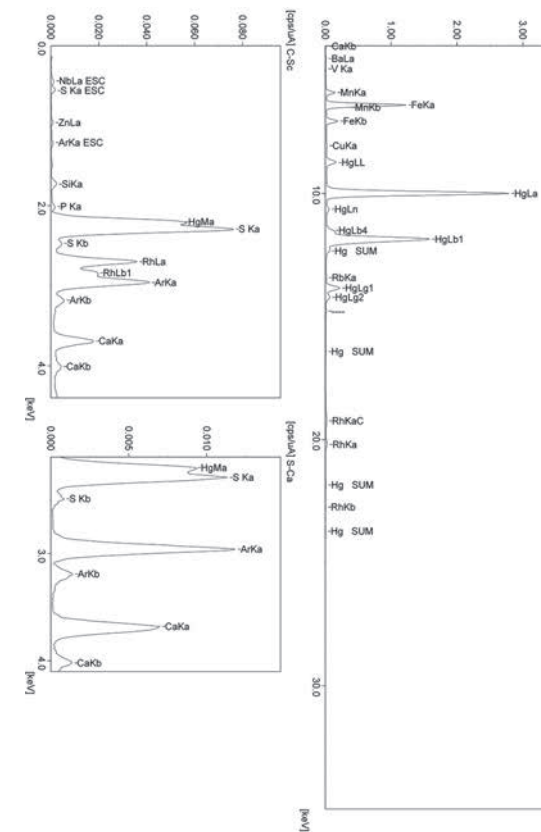 [cps/uA] C-Sc
0.000
0.020
0.040
0.060
0.080
0.0
NbLa ESC
S Ka ESC
ZnLa
ArKa ESC
SiKa
P Ka
2.0
HgMa
S Ka
S Kb
RhLa
RhLb1
ArKa
ArKb
CaKa
CaKb
4.0
[keV]
[cps/uA] S-Ca
0.000
0.005
0.010
HgMa
S Ka
S Kb
3.0
ArKa
ArKb
CaKa
CaKb
4.0
[keV]
0.00
1.00
2.00
3.00
CaKb
BaLa
V Ka
MnKa
FeKa
MnKb
FeKb
CuKa
HgLL
10.0
HgLa
HgLn
HgLb4
HgLb1
Hg SUM
RbKa
HgLg1
HgLg2
Hg SUM
RhKaC
20.0
RhKa
Hg SUM
RhKb
Hg SUM
30.0
[keV]